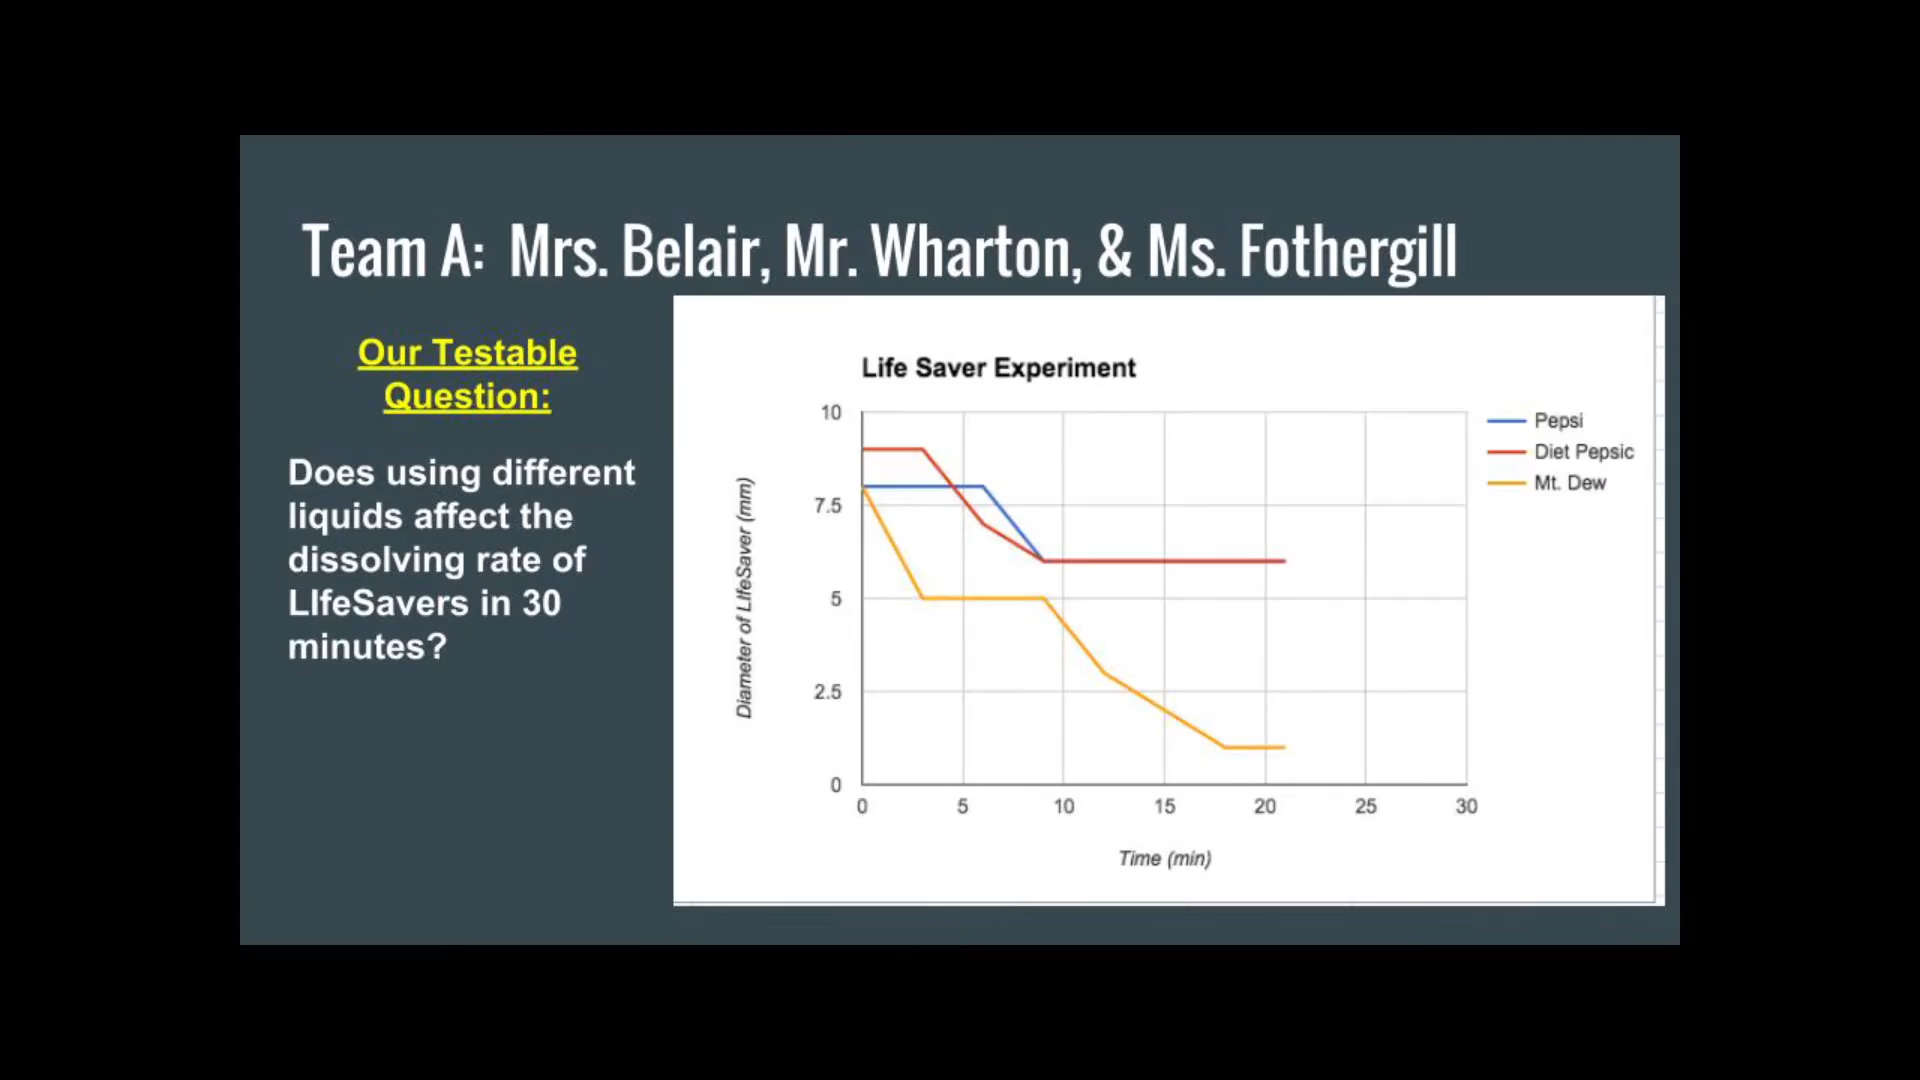 Team A: Mrs. Belair, Mr. Wharton, & Ms. Fothergill
Our Testable
Question:
Does using different
liquids affect the
dissolving rate of
LIfeSavers in 30
minutes?
Life Saver Experiment
Diameter of LIfeSaver (mm)
10
7.5
5
2.5
0
0 5 10 15 20 25 30
Time (min)
Pepsi
Diet Pepsic
Mt. Dew